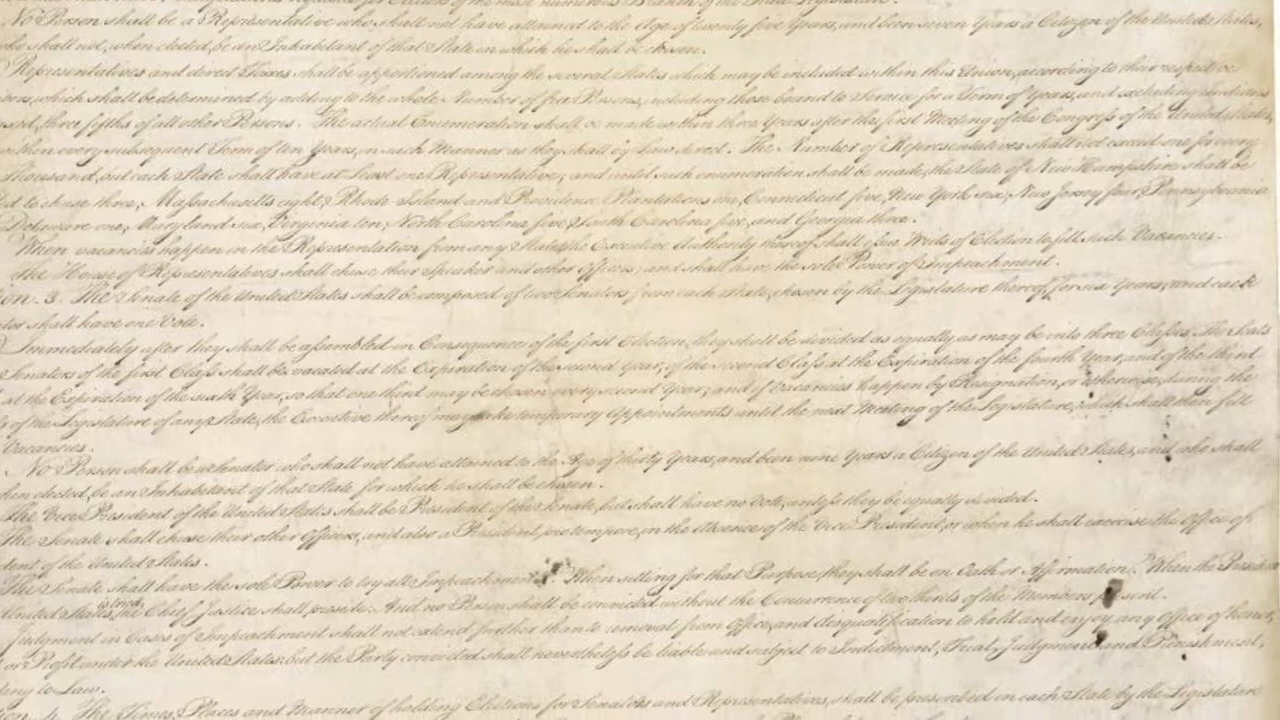 No Person shall be a Representative who shall not have attained to the Age of twenty five Years, and been seven Years a Citizen of the United States,
who shall not, when elected, be an Inhabitant of that State in which he shall be chosen.
Representatives and direct Taxes shall be apportioned among the several States which may be included within this Union, according to their respective
bers, which shall be determined by adding to the whole Number of free Persons, including those bound to Service for a Term of Years, and excluding Indians
axed, three fifths of all other Persons. The actual Enumeration shall be made within three Years after the first Meeting of the Congress of the United States,
within every subsequent Term of ten Years, in such Manner as they shall by Law direct. The Number of Representatives shall not exceed one for every
Thousand, but each State shall have at Least one Representative; and until such enumeration shall be made, the State of New Hampshire shall be
ed to chuse three, Massachusetts eight, Rhode-Island and Providence Plantations one, Connecticut five, New-York six, New Jersey four, Pennsylvania
Delaware one, Maryland six, Virginia ten, North Carolina five, South Carolina five, and Georgia three.
When vacancies happen in the Representation from any State, the Executive Authority thereof shall issue Writs of Election to fill such Vacancies.
The House of Representatives shall chuse their Speaker and other Officers; and shall have the sole Power of Impeachment.
ion. 3. The Senate of the United States shall be composed of two Senators from each State, chosen by the Legislature thereof, for six Years; and each
tor shall have one Vote.
Immediately after they shall be assembled in Consequence of the first Election, they shall be divided as equally as may be into three Classes. The Seats
Senators of the first Class shall be vacated at the Expiration of the second Year, of the second Class at the Expiration of the fourth Year, and of the third
at the Expiration of the sixth Year, so that one third may be chosen every second Year; and if Vacancies happen by Resignation, or otherwise, during the
of the Legislature of any State, the Executive thereof may make temporary Appointments until the next Meeting of the Legislature, which shall then fill
Vacancies.
No Person shall be a Senator who shall not have attained to the Age of thirty Years, and been nine Years a Citizen of the United States, and who shall
hen elected, be an Inhabitant of that State for which he shall be chosen.
The Vice President of the United States shall be President of the Senate, but shall have no Vote, unless they be equally divided.
The Senate shall chuse their other Officers, and also a President pro tempore, in the Absence of the Vice President, or when he shall exercise the Office of
dent of the United States.
The Senate shall have the sole Power to try all Impeachments. When sitting for that Purpose, they shall be on Oath or Affirmation. When the President
United States is tried, the Chief Justice shall preside: And no Person shall be convicted without the Concurrence of two thirds of the Members present.
Judgment in Cases of Impeachment shall not extend further than to removal from Office, and disqualification to hold and enjoy any Office of honor,
or Profit under the United States: but the Party convicted shall nevertheless be liable and subject to Indictment, Trial, Judgment and Punishment,
ding to Law.
ion. 4. The Times, Places and Manner of holding Elections for Senators and Representatives, shall be prescribed in each State by the Legislature